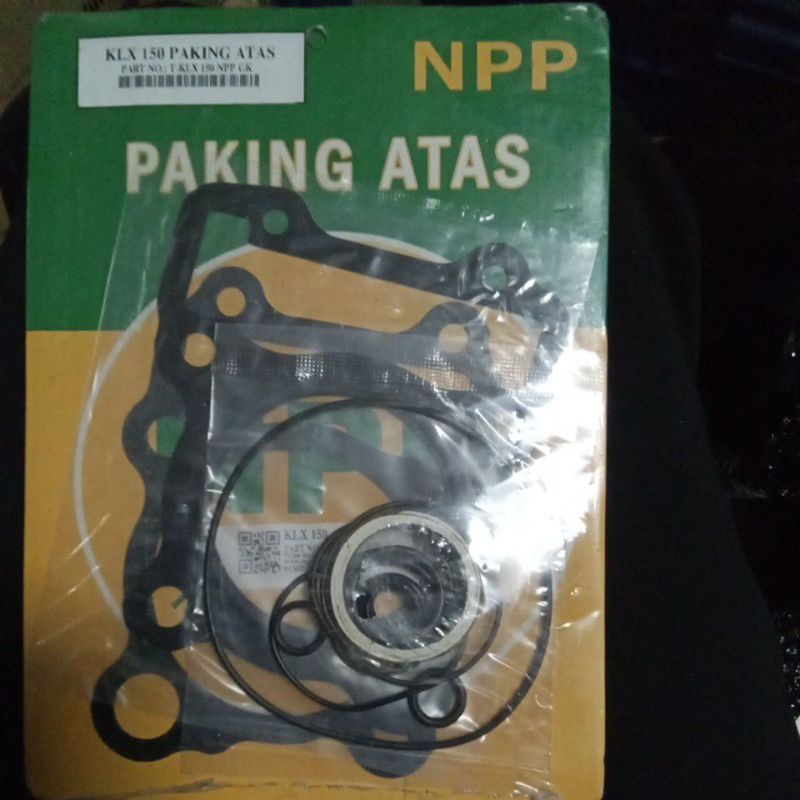 KLX 150 PAKING ATAS
PART NO.: T-KLX 150 NPP GK
NPP
PAKING ATAS
KLX 150